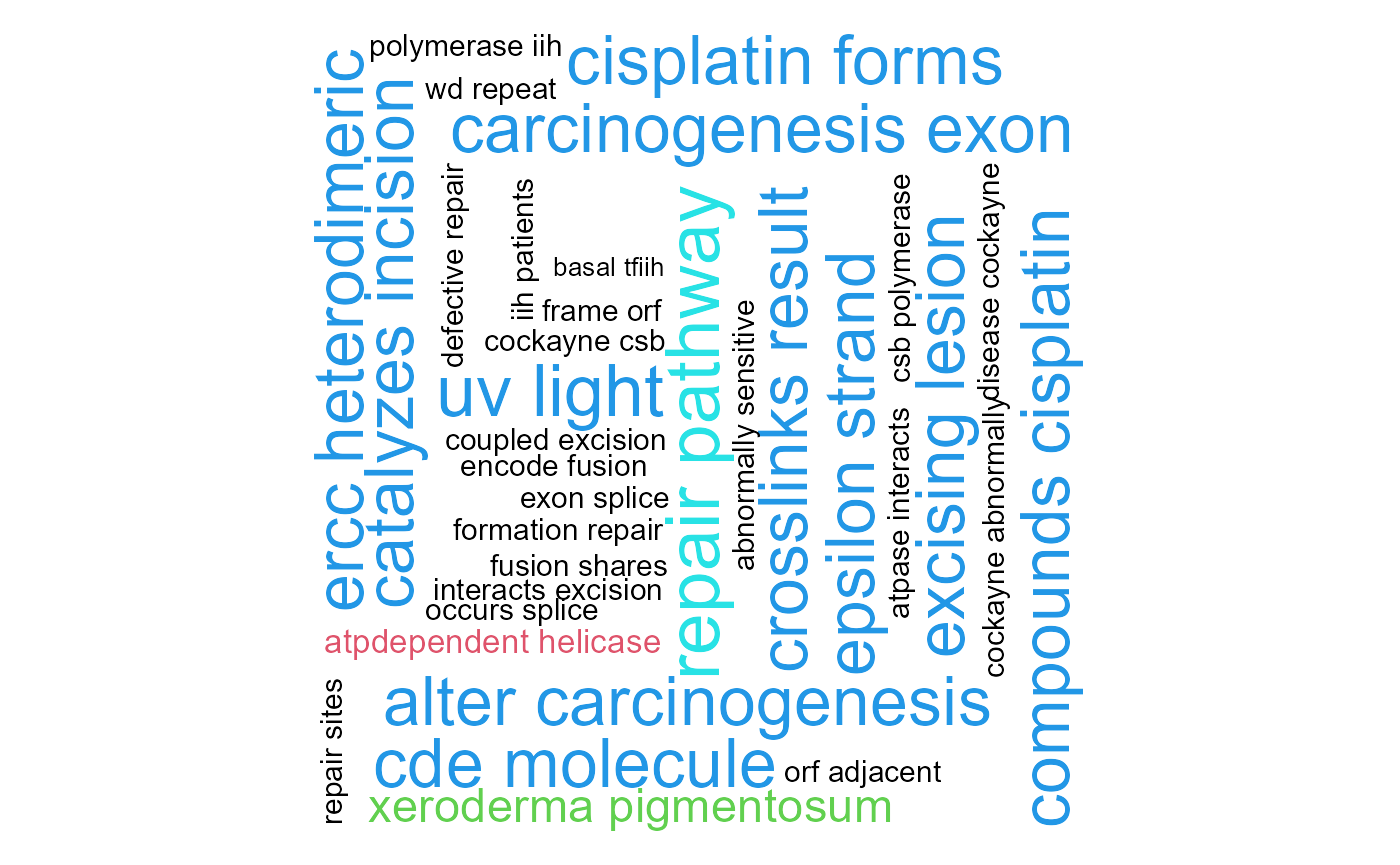 polymerase iih
cisplatin forms
wd repeat
carcinogenesis exon
ercc heterodimeric
catalyzes incision
defective repair
iih patients
basal tfiih
frame orf
cockayne csb
uv light
coupled excision
encode fusion
exon splice
formation repair
fusion shares
interacts excision
occurs splice
atpdependent helicase
repair pathway
abnormally sensitive
crosslinks result
epsilon strand
csb polymerase
atpase interacts
excising lesion
disease cockayne
cockayne abnormally
compounds cisplatin
repair sites
alter carcinogenesis
cde molecule
orf adjacent
xeroderma pigmentosum